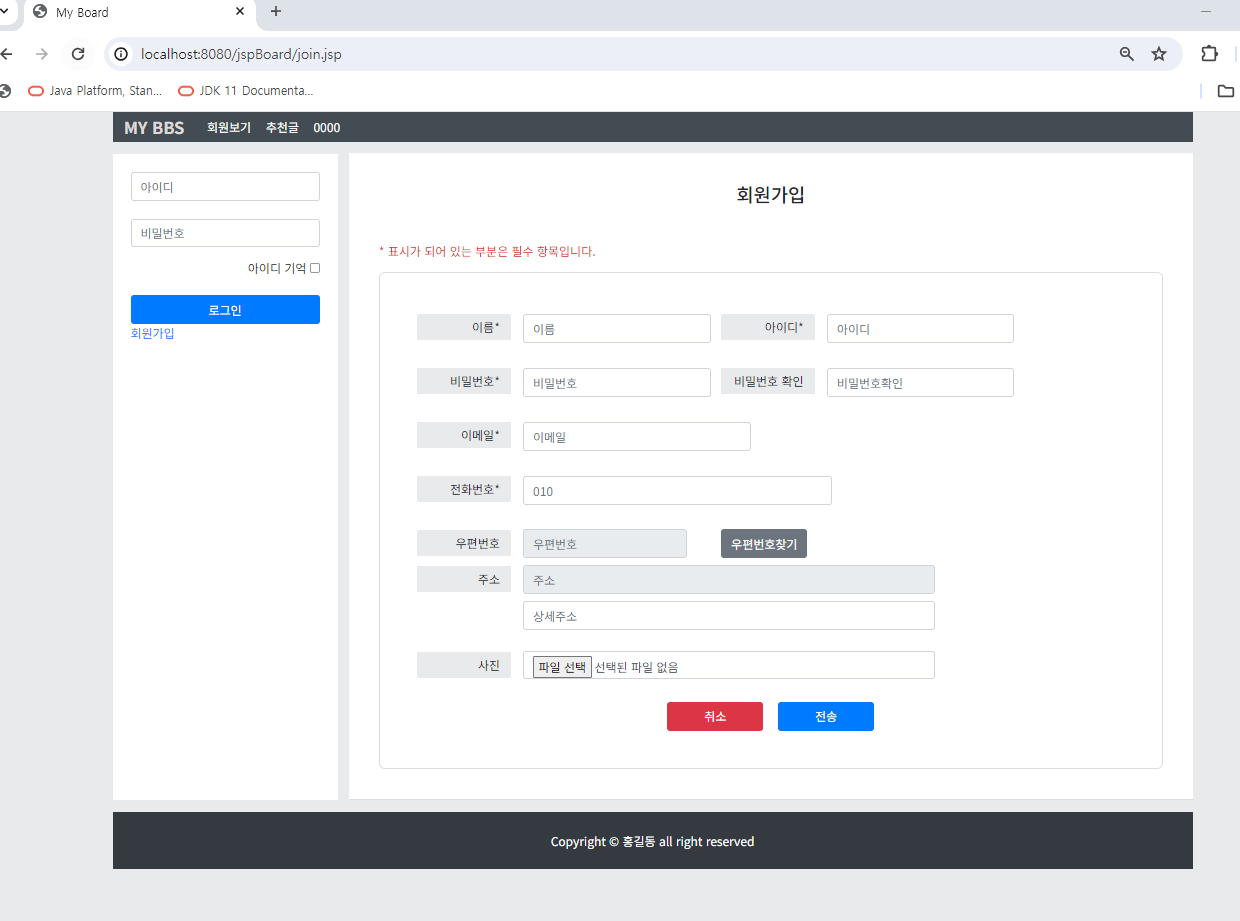 My Board
localhost:8080/jspBoard/join.jsp
Java Platform, Stan... JDK 11 Documenta...
MY BBS 회원보기 추천글 0000
아이디
비밀번호
아이디 기억
로그인
회원가입
회원가입
* 표시가 되어 있는 부분은 필수 항목입니다.
이름* 이름 아이디* 아이디
비밀번호* 비밀번호 비밀번호 확인 비밀번호확인
이메일* 이메일
전화번호* 010
우편번호 우편번호 우편번호찾기
주소 주소
상세주소
사진 파일 선택 선택된 파일 없음
취소 전송
Copyright © 홍길동 all right reserved